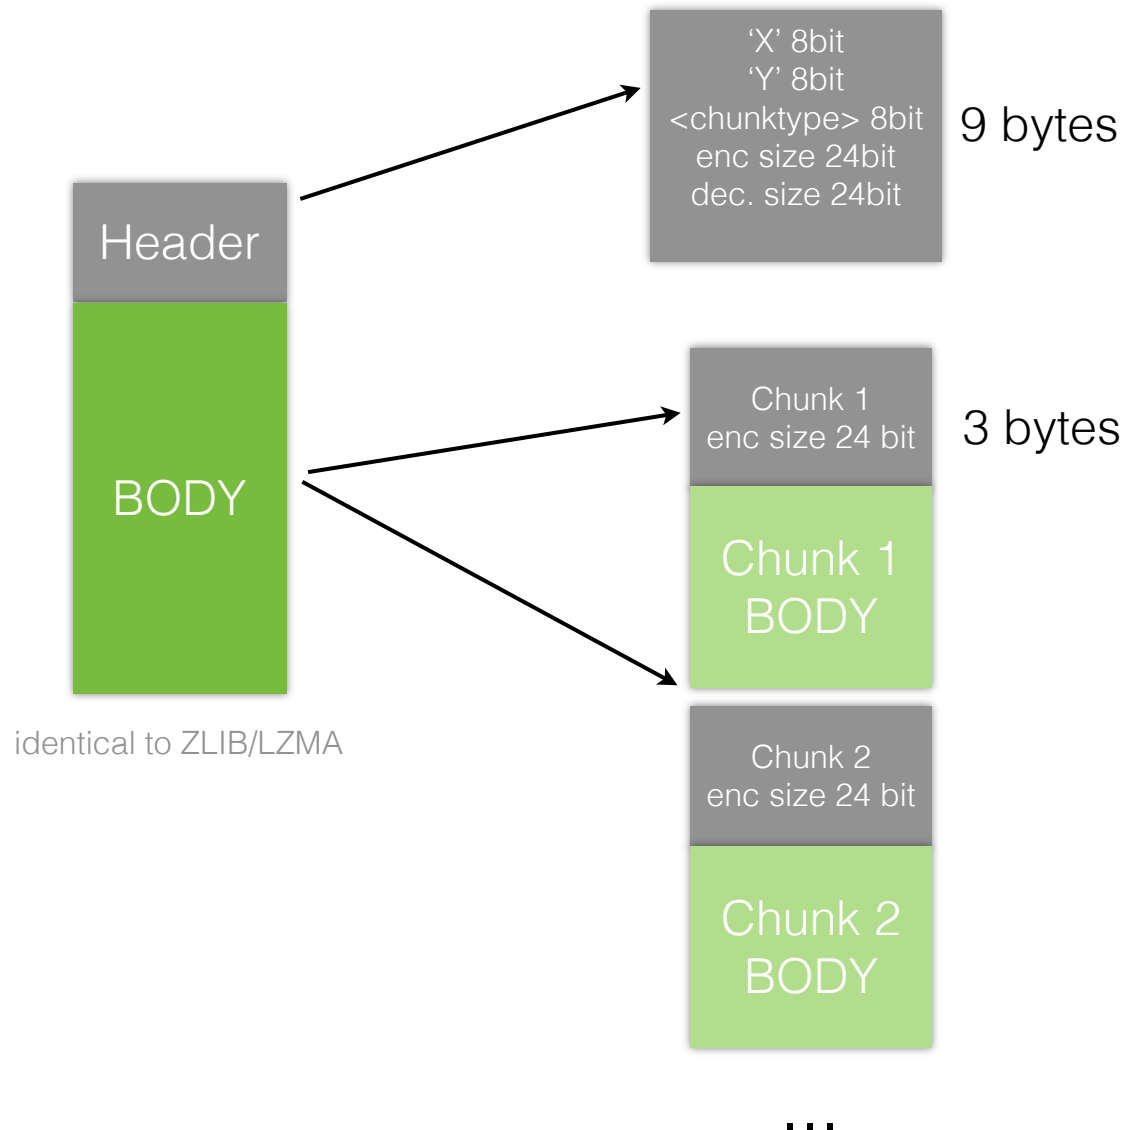 ‘X’ 8bit
‘Y’ 8bit
<chunktype> 8bit
enc size 24bit
dec. size 24bit
9 bytes
Header
BODY
identical to ZLIB/LZMA
Chunk 1
enc size 24 bit
3 bytes
Chunk 1
BODY
Chunk 2
enc size 24 bit
Chunk 2
BODY
...